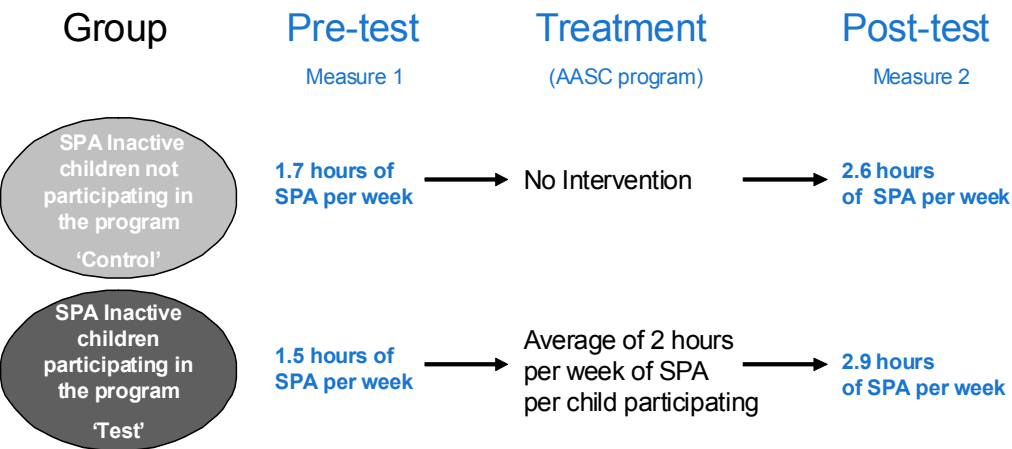 Group
Pre-test
Treatment
Post-test
Measure 1
(AASC program)
Measure 2
SPA Inactive
children not
participating in
the program
‘Control’
1.7 hours of
SPA per week
No Intervention
2.6 hours
of SPA per week
SPA Inactive
children
participating in
the program
‘Test’
1.5 hours of
SPA per week
Average of 2 hours
per week of SPA
per child participating
2.9 hours
of SPA per week